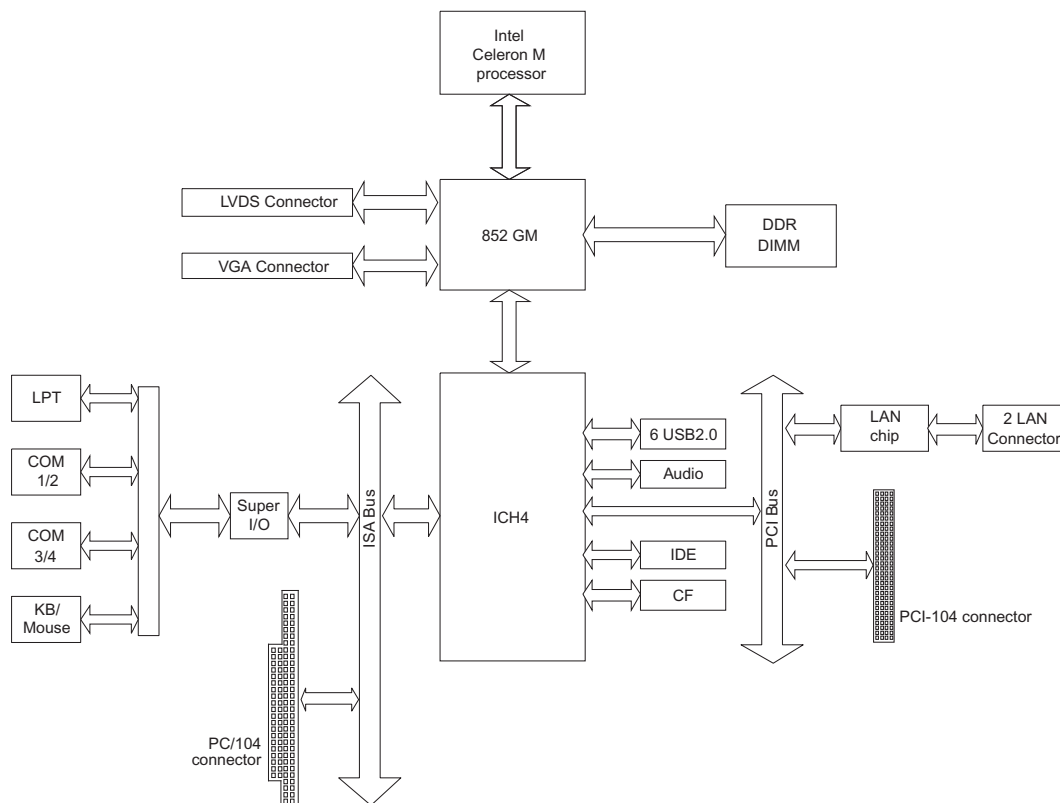 Intel
Celeron M
processor
LVDS Connector
852 GM
DDR
DIMM
VGA Connector
LPT
COM
1/2
COM
3/4
KB/
Mouse
Super
I/O
ISA Bus
ICH4
6 USB2.0
Audio
IDE
CF
PCI Bus
LAN
chip
2 LAN
Connector
PCI-104 connector
PC/104
connector